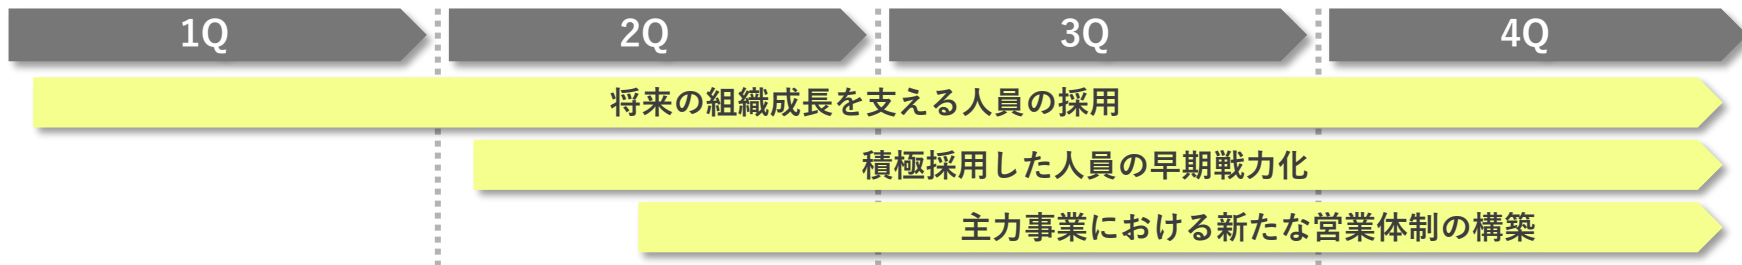 1Q
2Q
3Q
4Q
将来の組織成長を支える人員の採用
積極採用した人員の早期戦力化
主力事業における新たな営業体制の構築